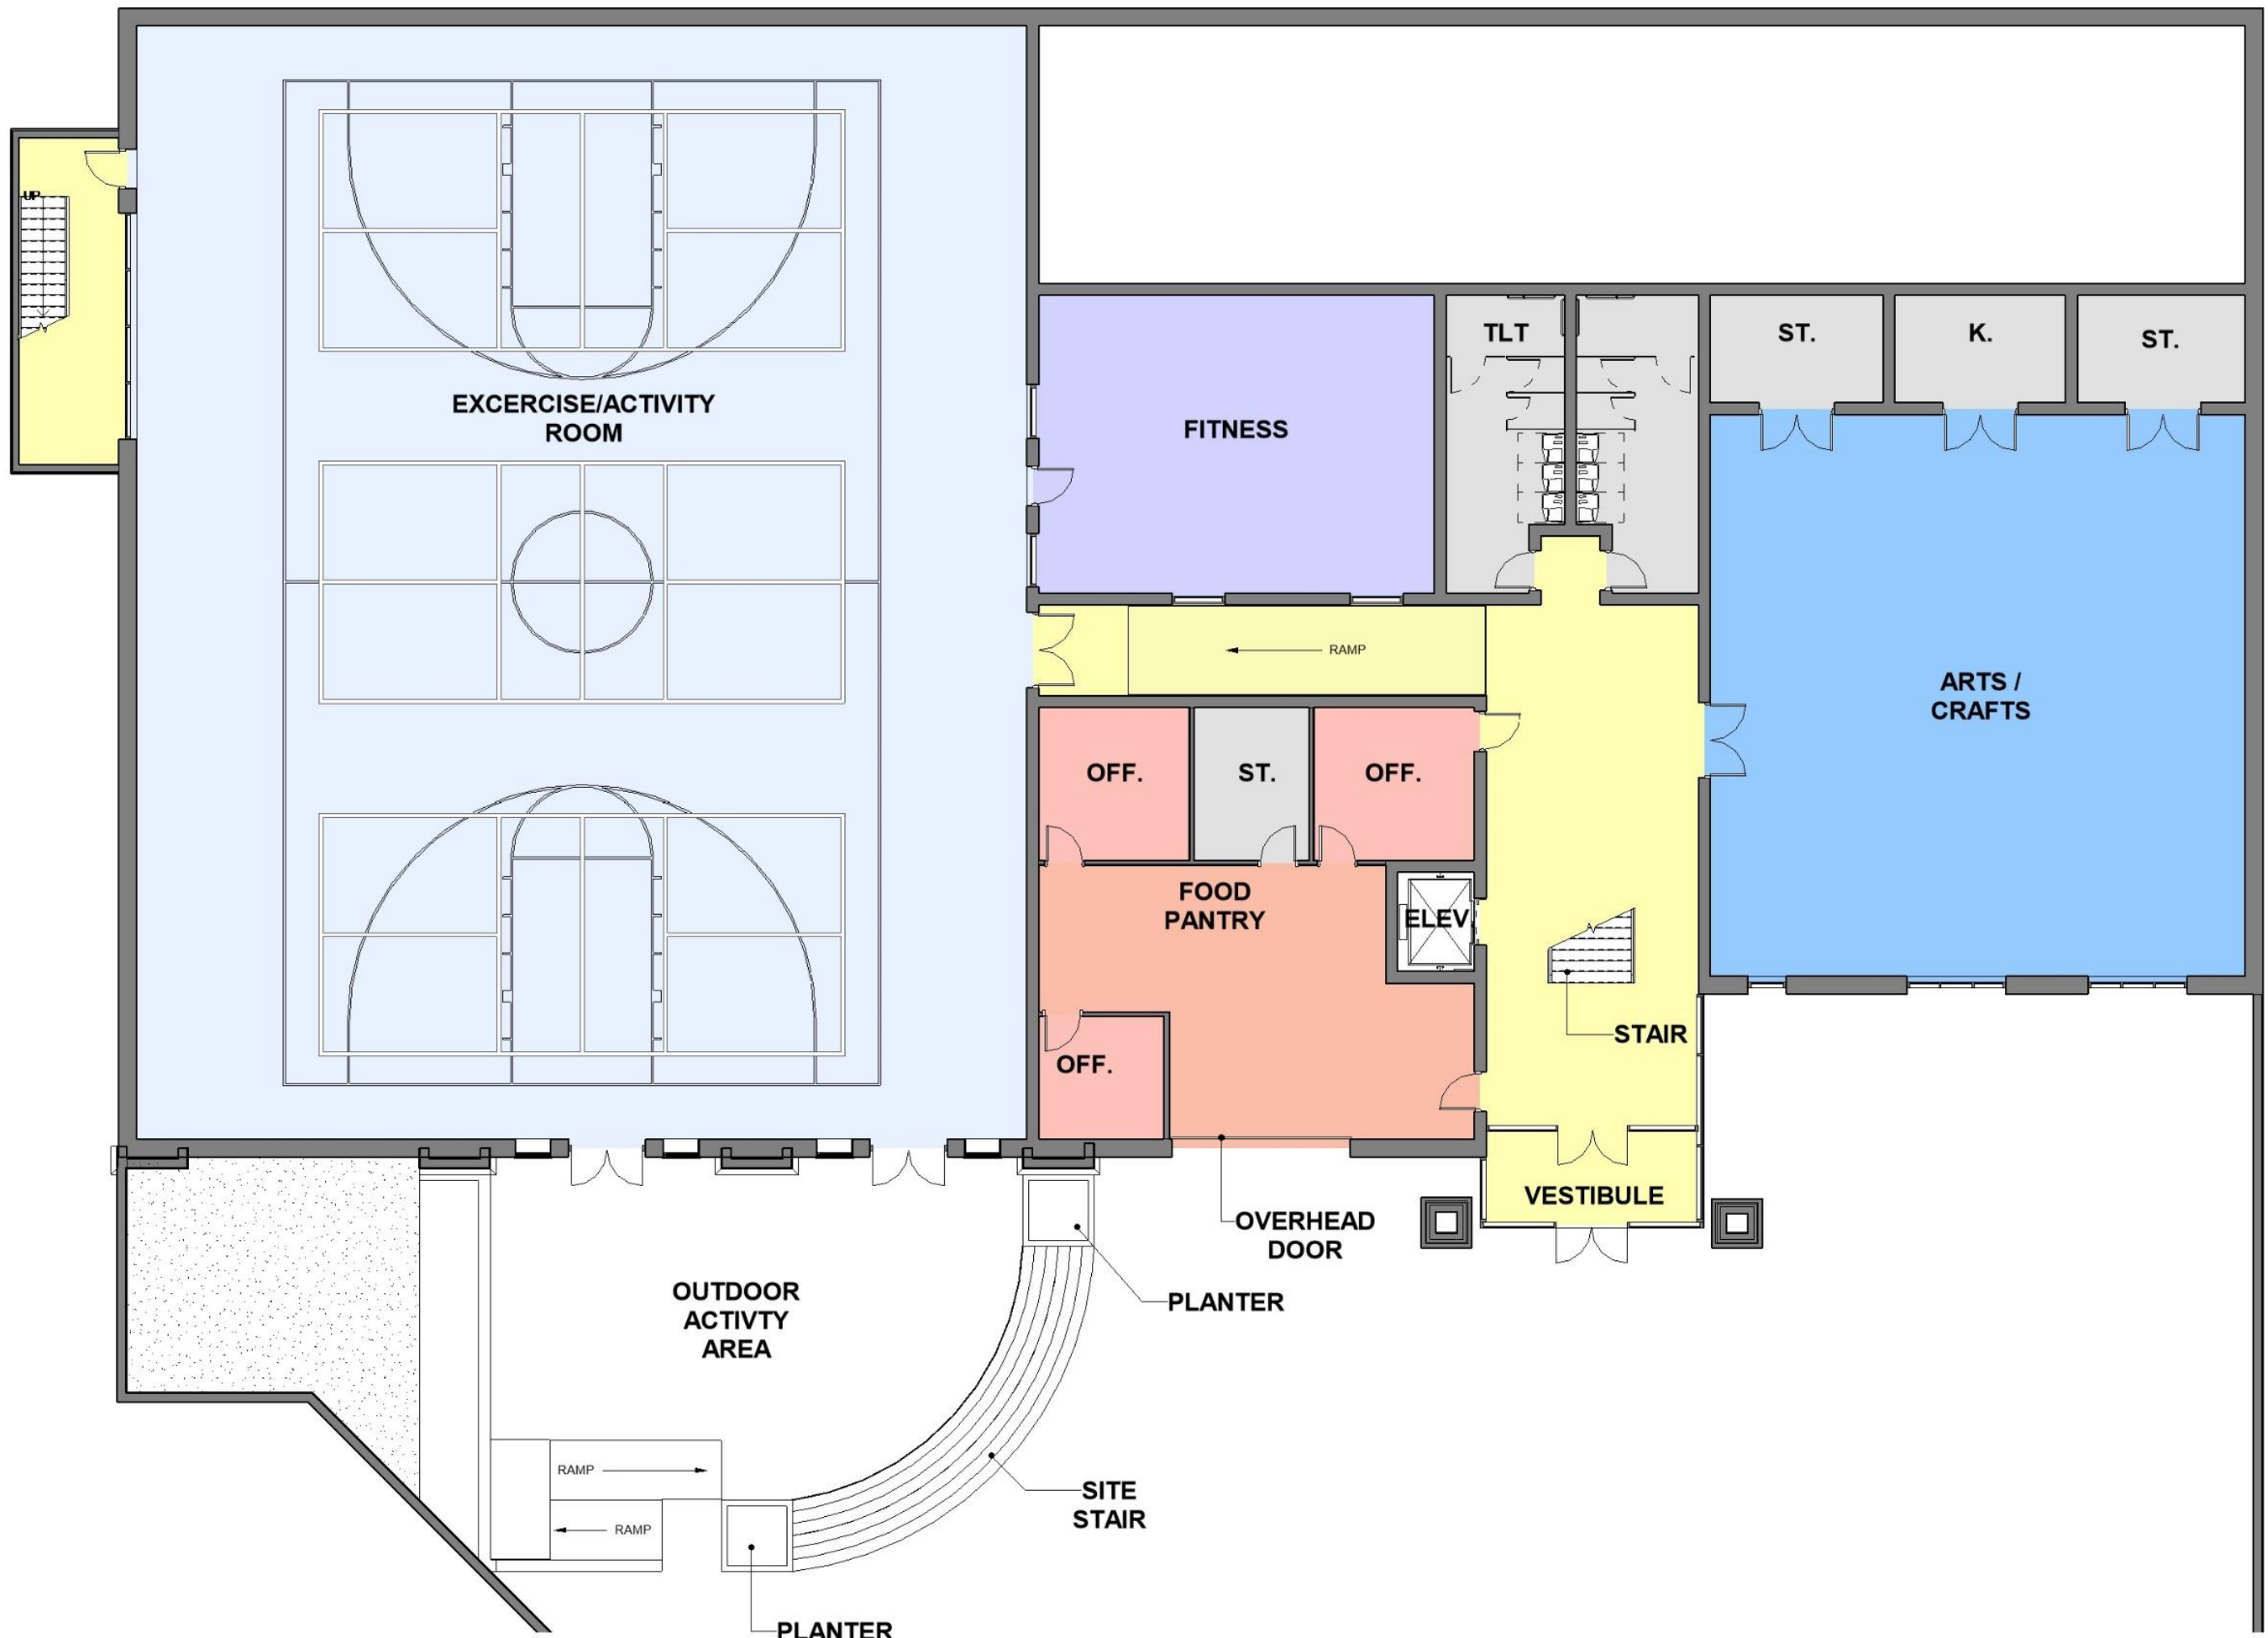 UP
TLT
ST.
K.
ST.
EXCERCISE/ACTIVITY
ROOM
FITNESS
RAMP
ARTS /
CRAFTS
OFF.
ST.
OFF.
FOOD
PANTRY
ELEV.
STAIR
OFF.
VESTIBULE
OVERHEAD
DOOR
PLANTER
OUTDOOR
ACTIVTY
AREA
RAMP
SITE
STAIR
RAMP
PLANTER